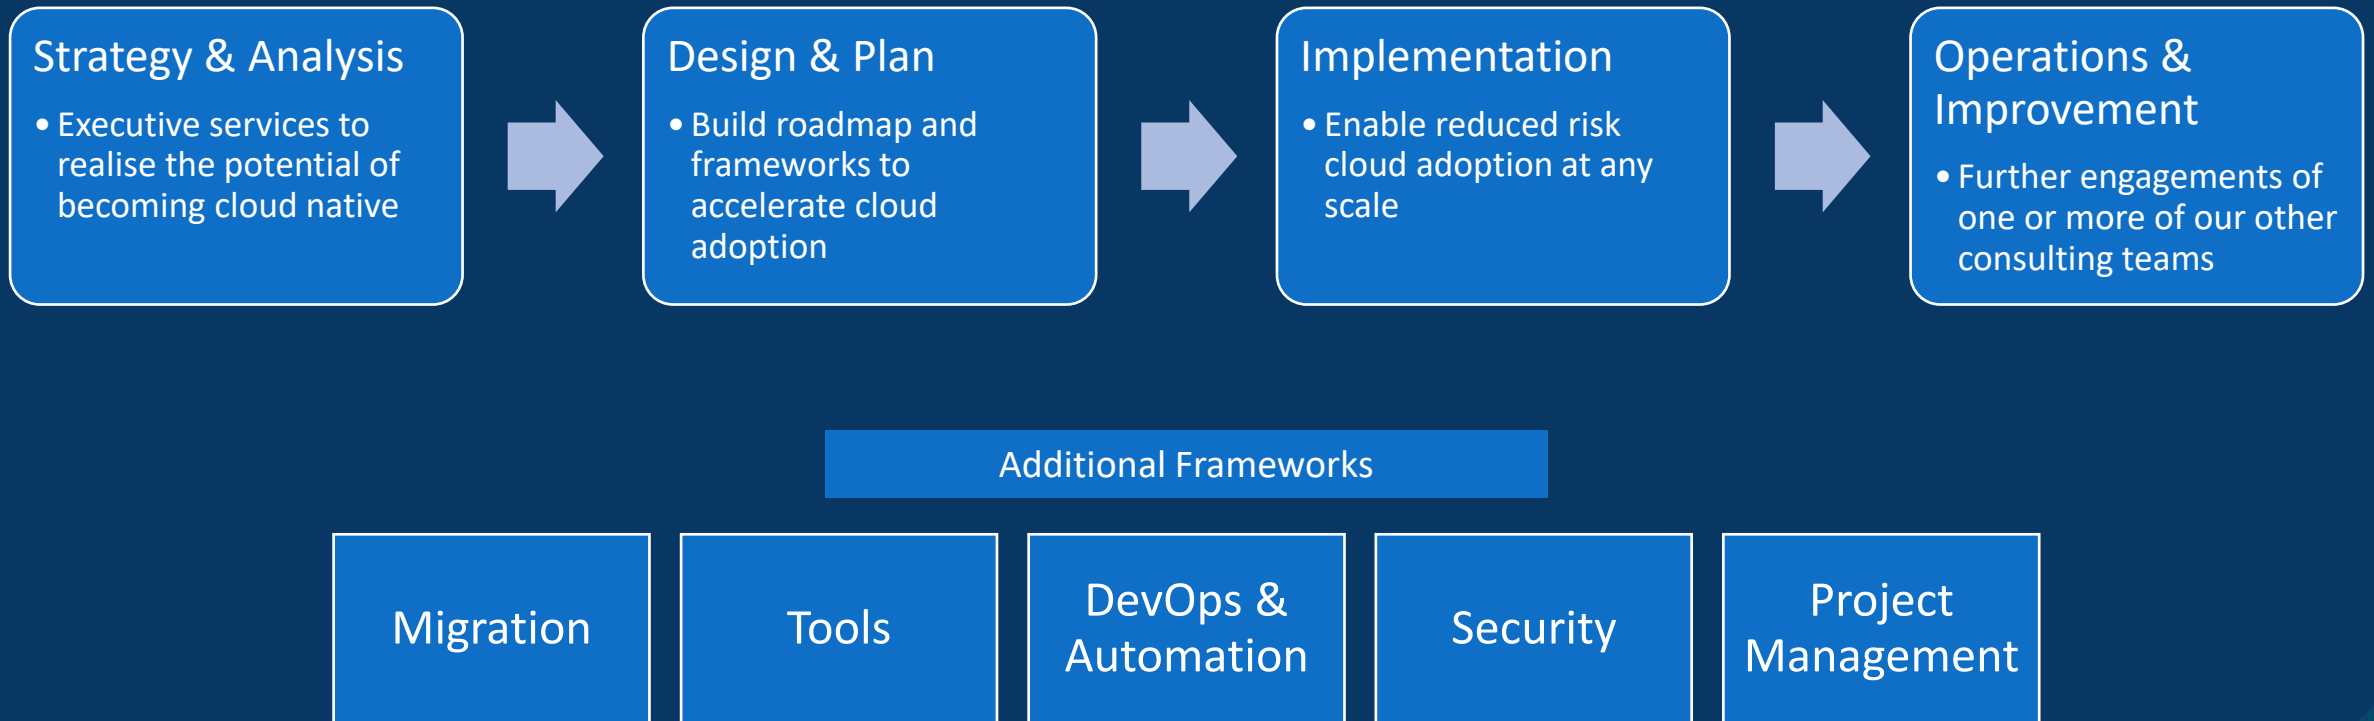 Strategy & Analysis
• Executive services to
realise the potential of
becoming cloud native
Design & Plan
• Build roadmap and
frameworks to
accelerate cloud
adoption
Implementation
• Enable reduced risk
cloud adoption at any
scale
Operations &
Improvement
• Further engagements of
one or more of our other
consulting teams
Additional Frameworks
Migration
Tools
DevOps &
Automation
Security
Project
Management